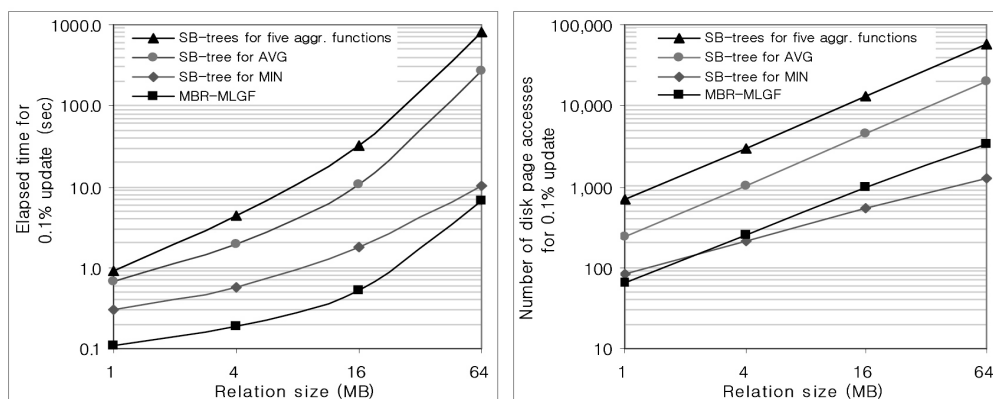 1000.0
100.0
10.0
1.0
0.1
Elapsed time for
0.1% update (sec)
SB-trees for five aggr. functions
SB-tree for AVG
SB-tree for MIN
MBR-MLGF
1 4 16 64
Relation size (MB)
100,000
10,000
1,000
100
10
Number of disk page accesses
for 0.1% update
SB-trees for five aggr. functions
SB-tree for AVG
SB-tree for MIN
MBR-MLGF
1 4 16 64
Relation size (MB)